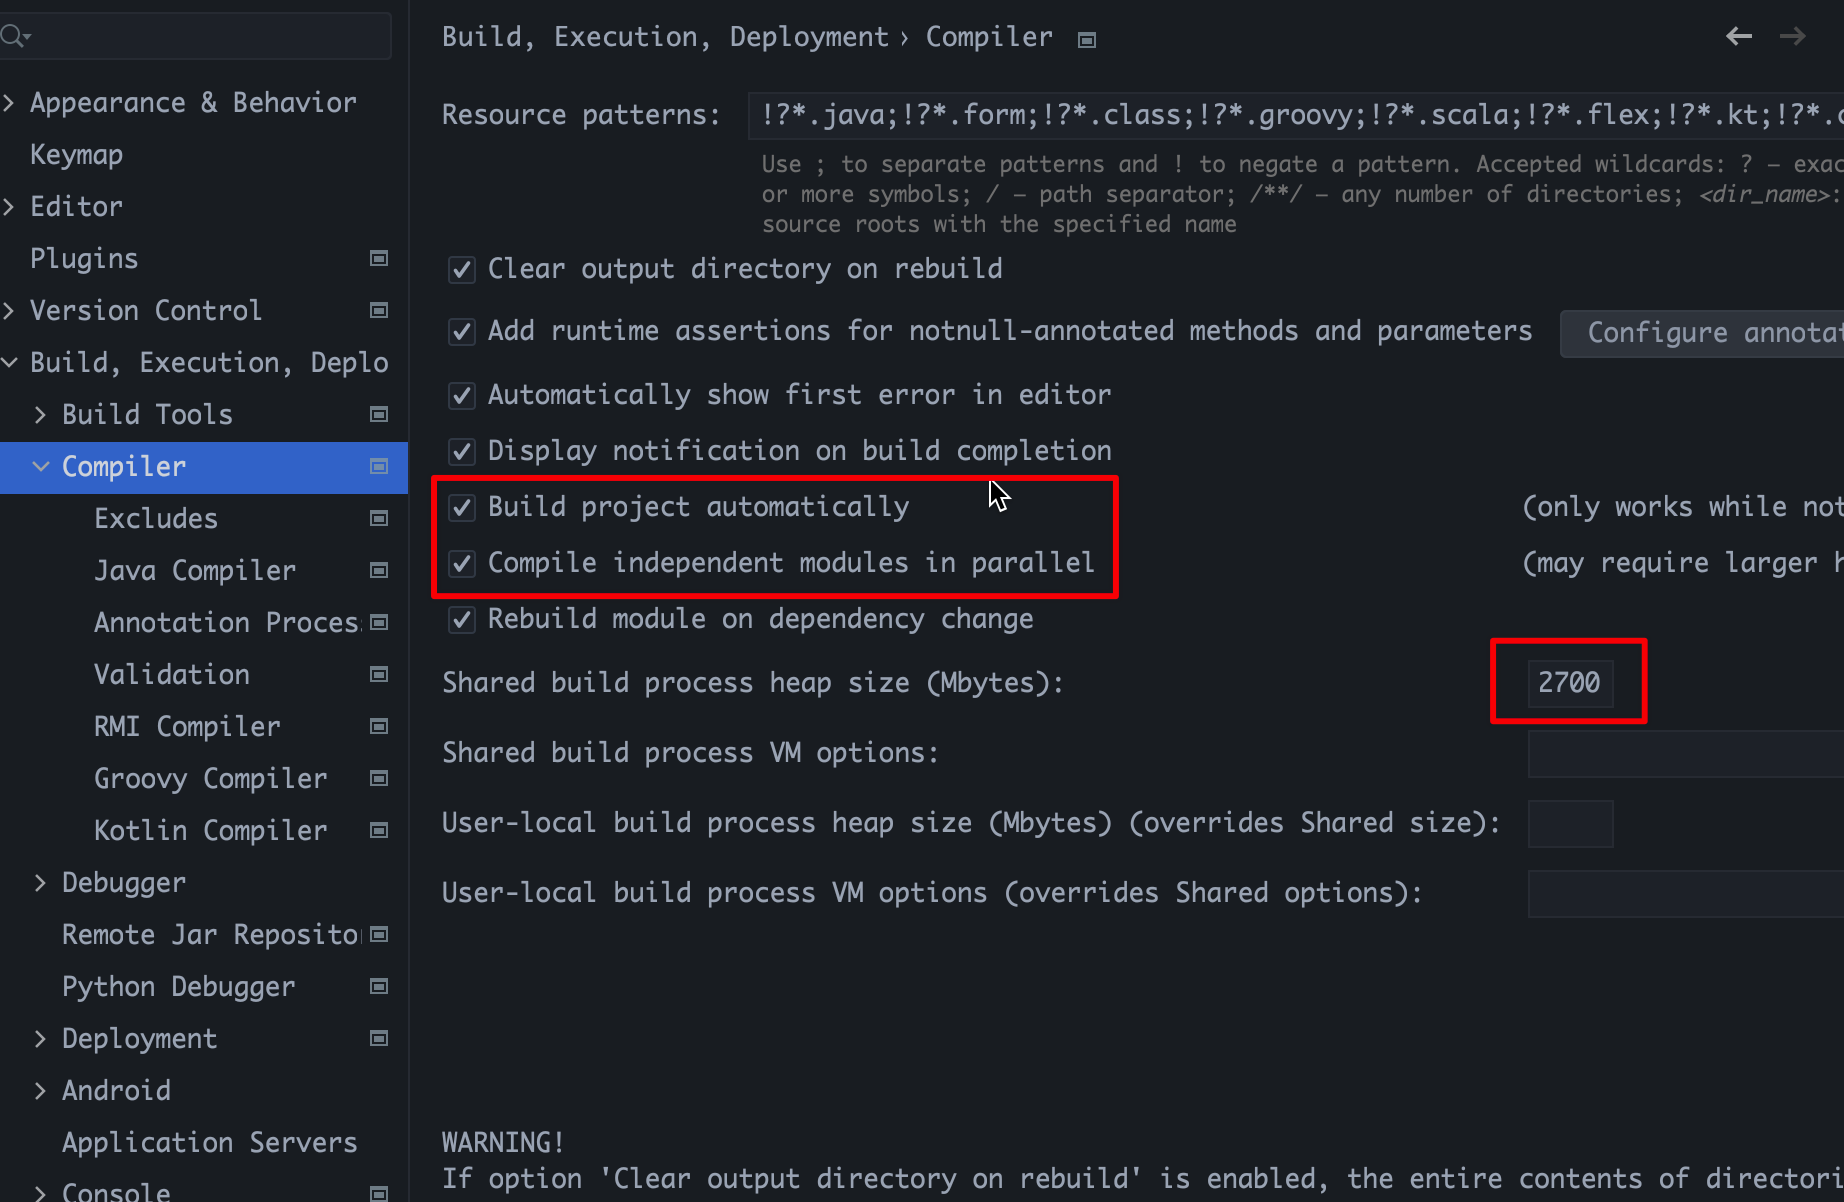 Appearance & Behavior
Keymap
Editor
Plugins
Version Control
Build, Execution, Deplo
Build Tools
Compiler
Excludes
Java Compiler
Annotation Proces
Validation
RMI Compiler
Groovy Compiler
Kotlin Compiler
Debugger
Remote Jar Reposito
Python Debugger
Deployment
Android
Application Servers
Console
Build, Execution, Deployment › Compiler
Resource patterns: !?*.java;!?*.form;!?*.class;!?*.groovy;!?*.scala;!?*.flex;!?*.kt;!?*.
Use ; to separate patterns and ! to negate a pattern. Accepted wildcards: ? — exac
or more symbols; / — path separator; /**/ — any number of directories; <dir_name>:
source roots with the specified name
Clear output directory on rebuild
Add runtime assertions for notnull-annotated methods and parameters Configure annotat
Automatically show first error in editor
Display notification on build completion
Build project automatically (only works while not
Compile independent modules in parallel (may require larger h
Rebuild module on dependency change
Shared build process heap size (Mbytes): 2700
Shared build process VM options:
User-local build process heap size (Mbytes) (overrides Shared size):
User-local build process VM options (overrides Shared options):
WARNING!
If option 'Clear output directory on rebuild' is enabled, the entire contents of directori